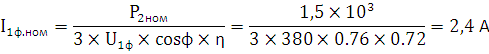 I₁ф.ном = P₂ном / (3 × U₁ф × cosφ × η) = 1,5 × 10³ / (3 × 380 × 0.76 × 0.72) = 2,4 А